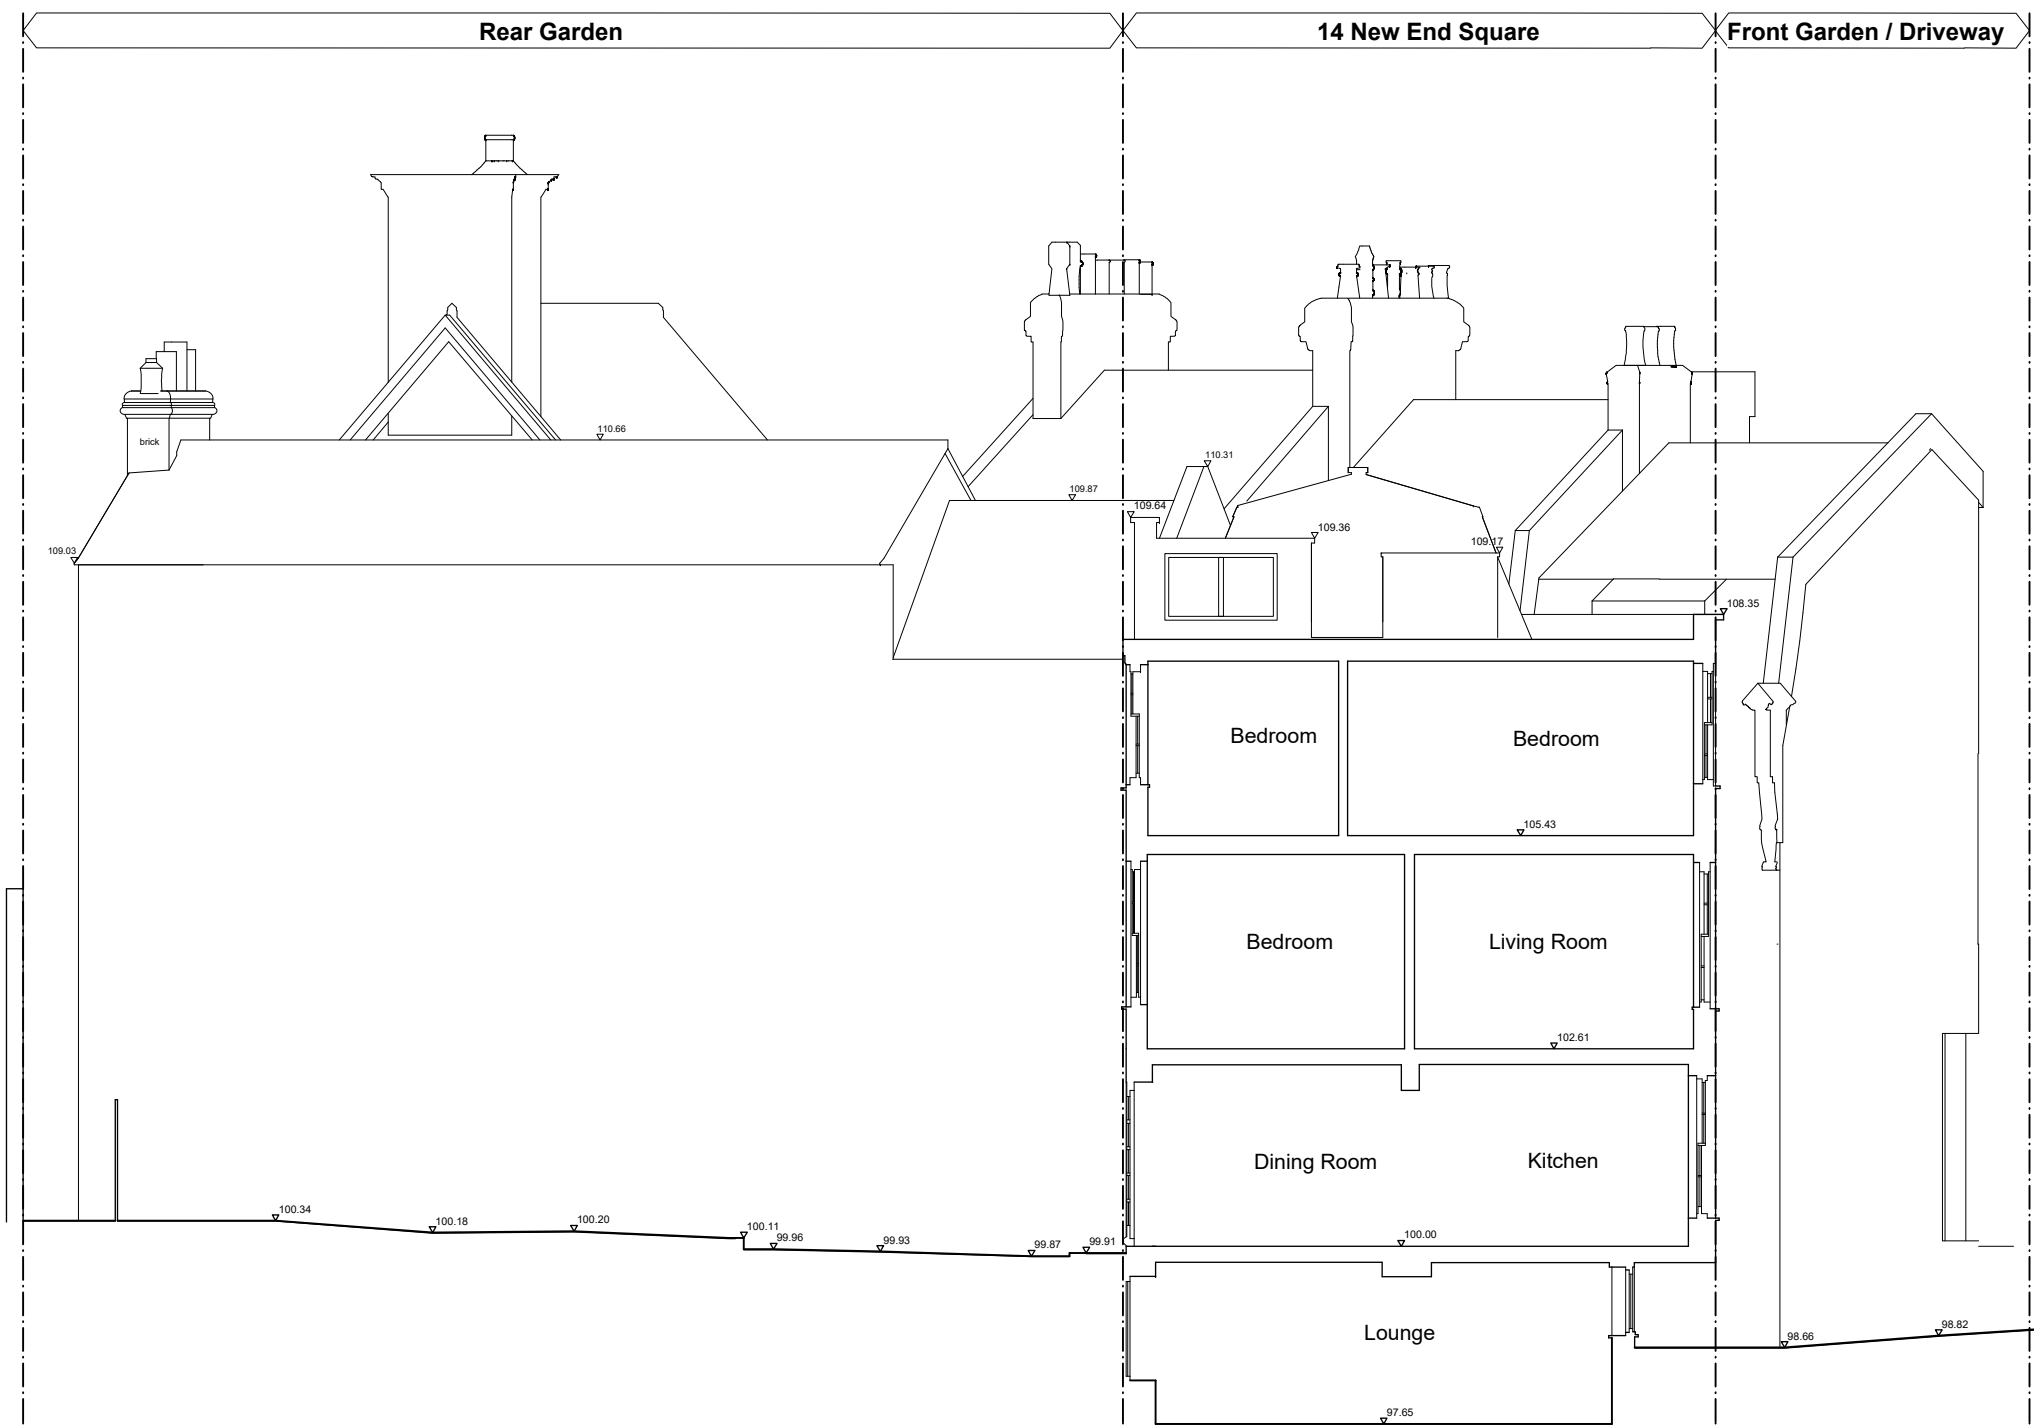 Rear Garden
14 New End Square
Front Garden / Driveway
brick
110.66
110.31
109.87
109.64
109.36
109.17
109.03
108.35
Bedroom
Bedroom
105.43
Bedroom
Living Room
102.61
Dining Room
Kitchen
100.34
100.18
100.20
100.11
99.96
99.93
99.87
99.91
100.00
Lounge
98.66
98.82
97.65